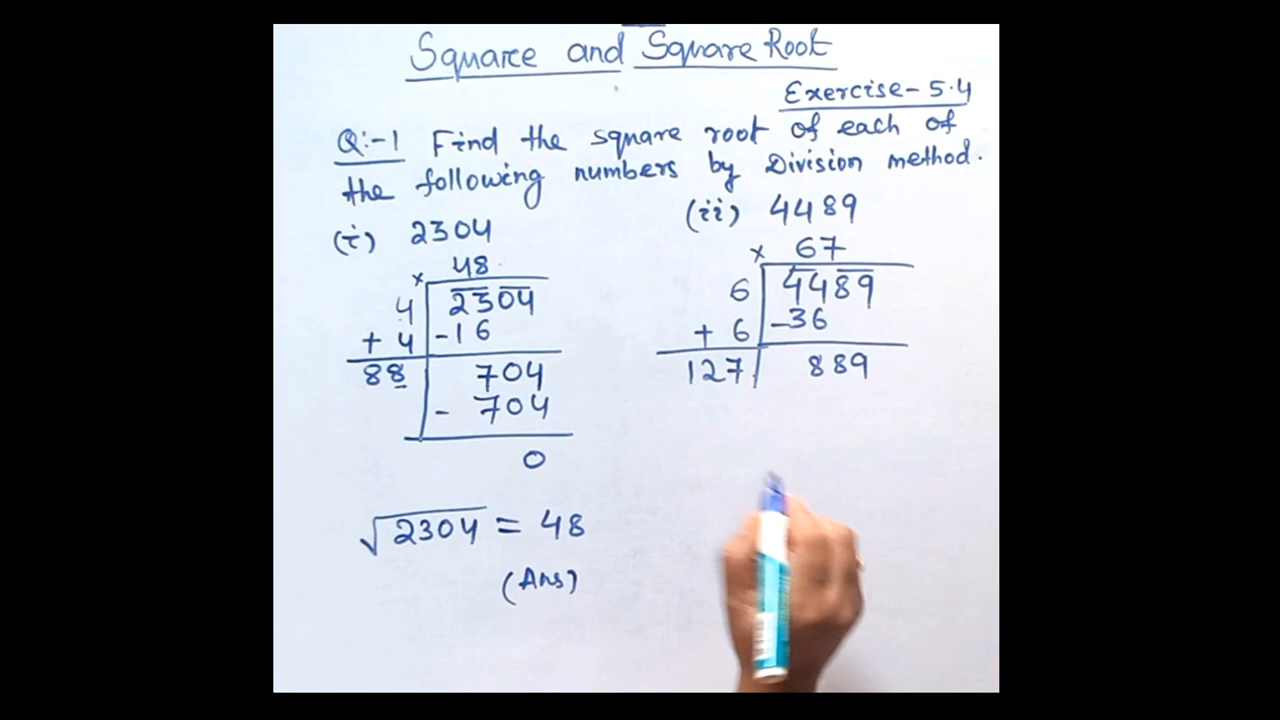 Square and Square Root
Exercise-5.4
Q:-1 Find the square root of each of
the following numbers by Division method.
(i) 2304
48
×
4 2304
+ 4 -16
88 704
- 704
0
√2304 = 48
(Ans)
(ii) 4489
× 67
6 4489
+ 6 -36
127 889